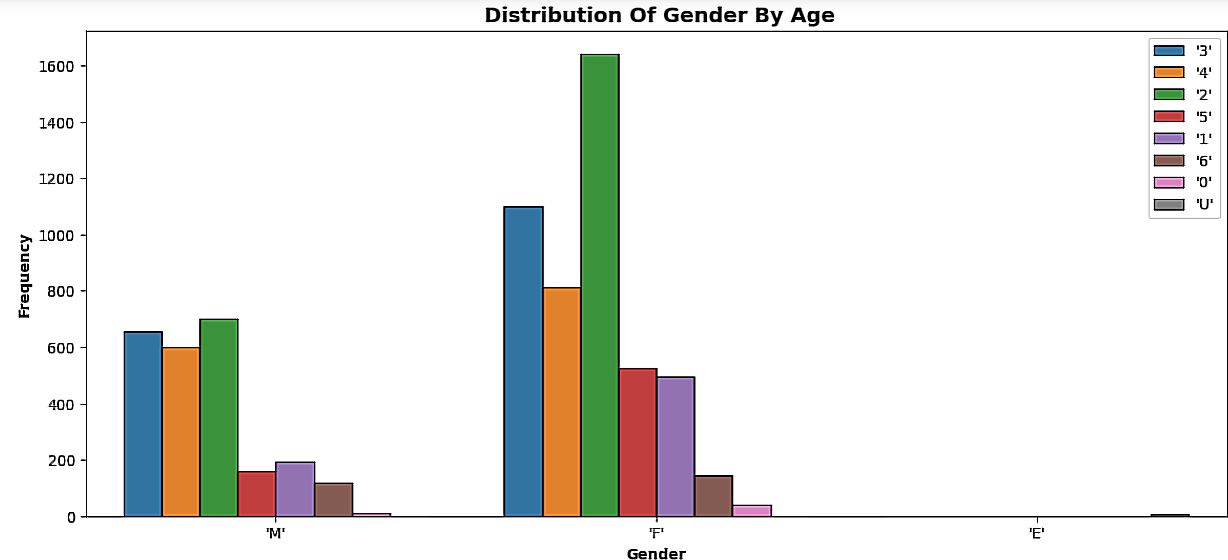 Distribution Of Gender By Age
1600
1400
1200
1000
800
600
400
200
0
Frequency
'3'
'4'
'2'
'5'
'1'
'6'
'0'
'U'
'M'
'F'
'E'
Gender